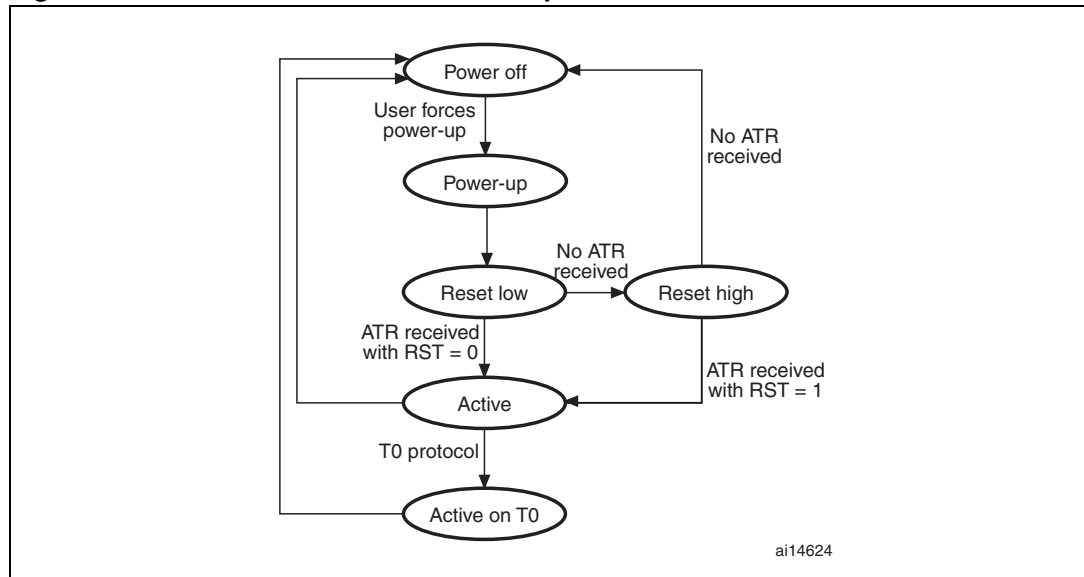 Power off
User forces
power-up
No ATR
received
Power-up
No ATR
received
Reset low
Reset high
ATR received
with RST = 0
ATR received
with RST = 1
Active
T0 protocol
Active on T0
ai14624